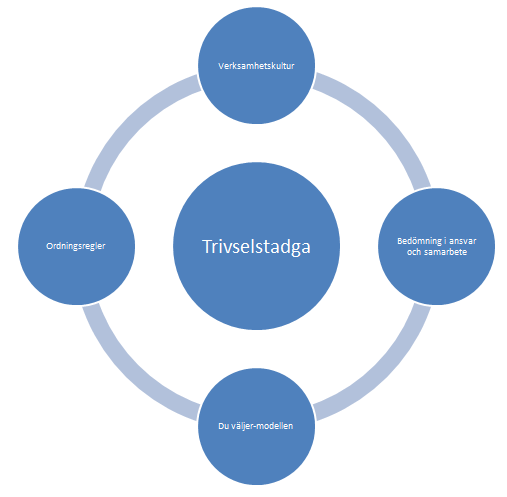 Verksamhetskultur
Ordningsregler
Trivselstadga
Bedömning i ansvar
och samarbete
Du väljer-modellen